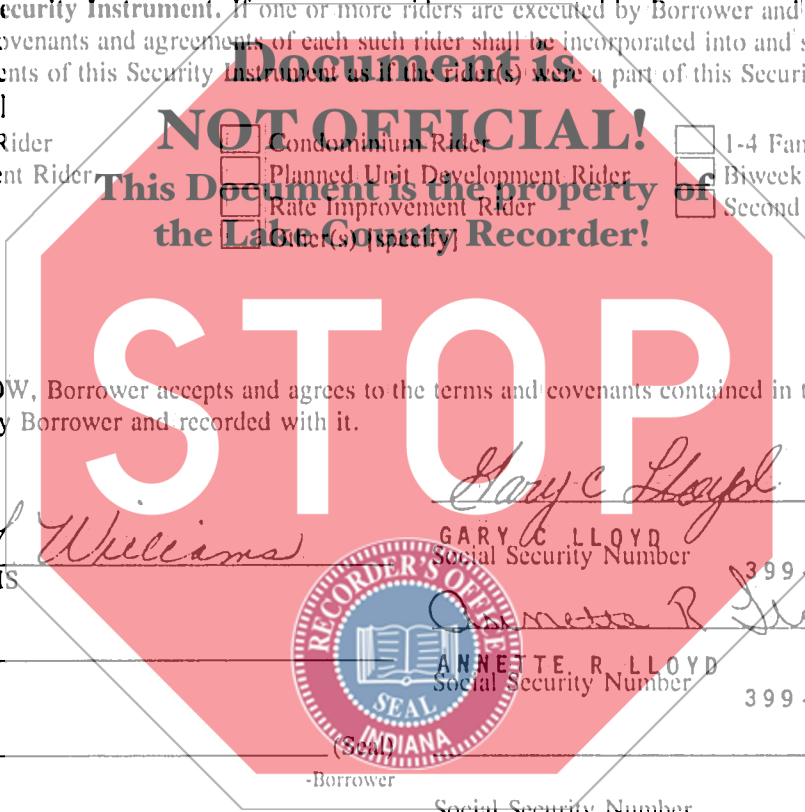 ecurity Instrument. If one or more riders are executed by Borrower and
ovenants and agreements of each such rider shall be incorporated into and s
ents of this Security Instrument as if the rider(s) were a part of this Securi
]
Document is
NOT OFFICIAL!
This Document is the property of
the Lake County Recorder!
Rider Condominium Rider 1-4 Fam
nt Rider Planned Unit Development Rider Biweek
Rate Improvement Rider Second
Other(s) [specify]
STOP
OW, Borrower accepts and agrees to the terms and covenants contained in t
y Borrower and recorded with it.
Gary C Lloyd
Williams
GARY C LLOYD
Social Security Number
IS
399-
Annette R
ANNETTE R LLOYD
Social Security Number
399-
RECORDER'S OFFICE
SEAL
INDIANA
(Seal)
-Borrower
Social Security Number